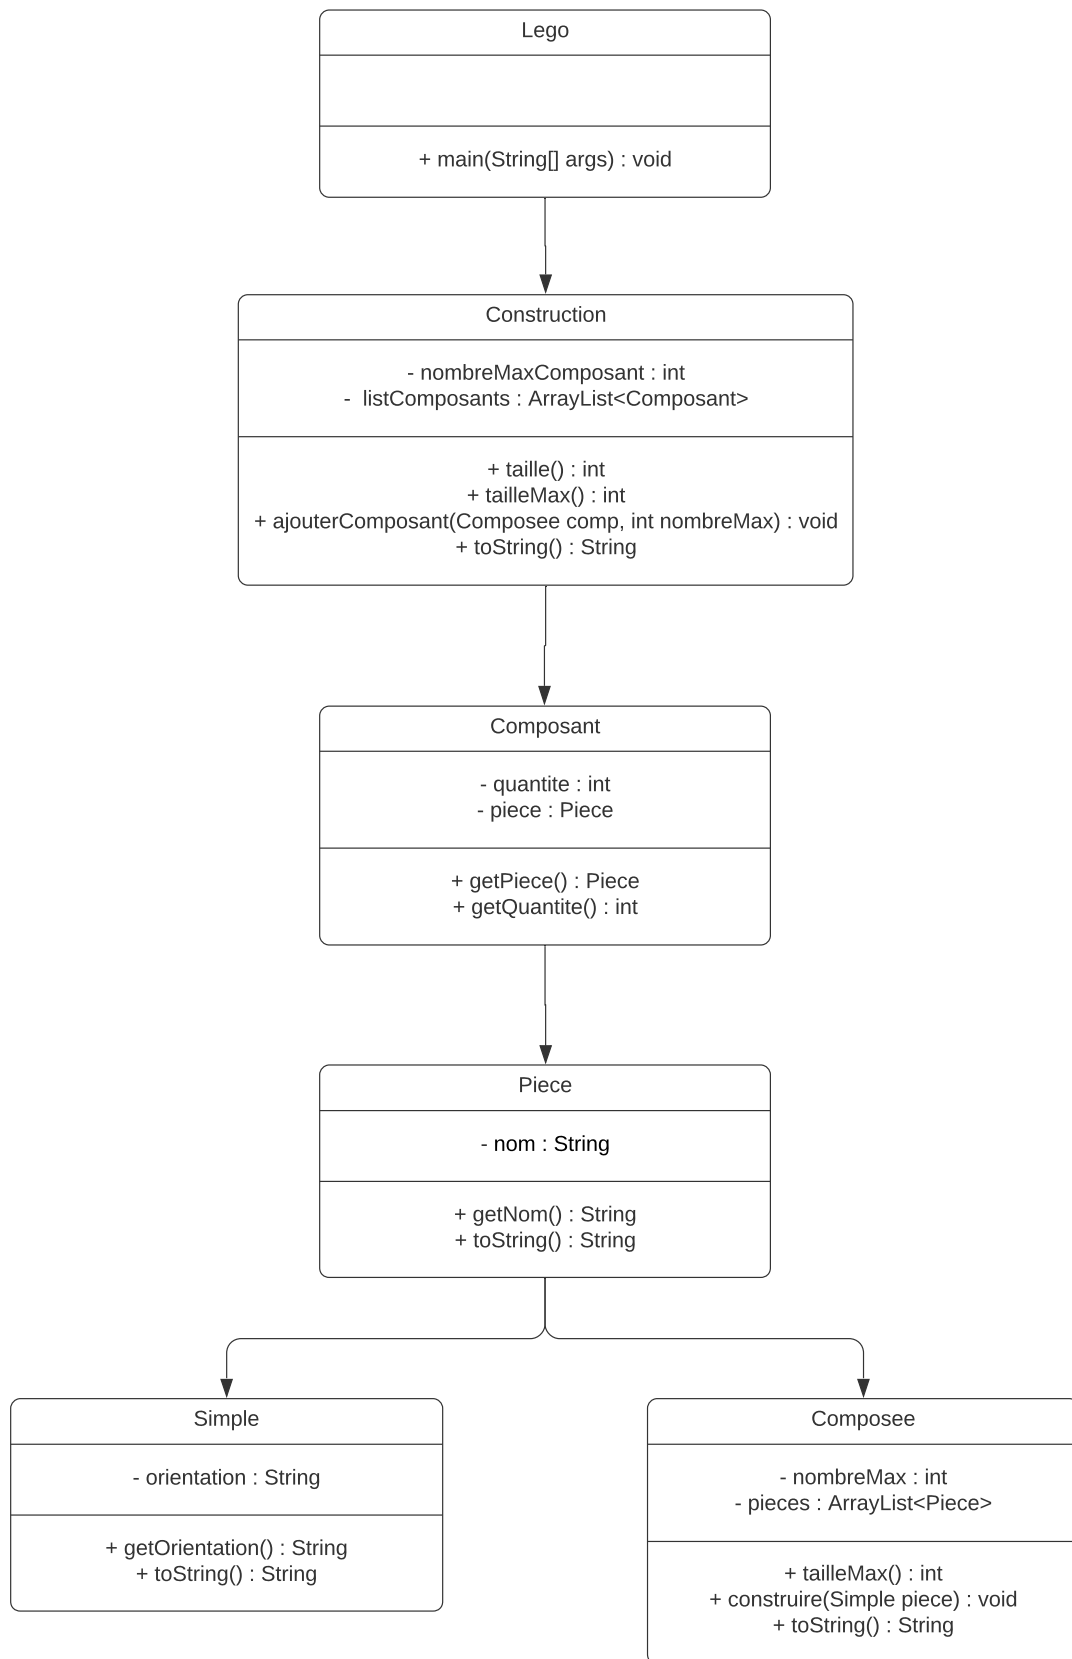 Lego
+ main(String[] args) : void
Construction
- nombreMaxComposant : int
- listComposants : ArrayList<Composant>
+ taille() : int
+ tailleMax() : int
+ ajouterComposant(Composee comp, int nombreMax) : void
+ toString() : String
Composant
- quantite : int
- piece : Piece
+ getPiece() : Piece
+ getQuantite() : int
Piece
- nom : String
+ getNom() : String
+ toString() : String
Simple
- orientation : String
+ getOrientation() : String
+ toString() : String
Composee
- nombreMax : int
- pieces : ArrayList<Piece>
+ tailleMax() : int
+ construire(Simple piece) : void
+ toString() : String